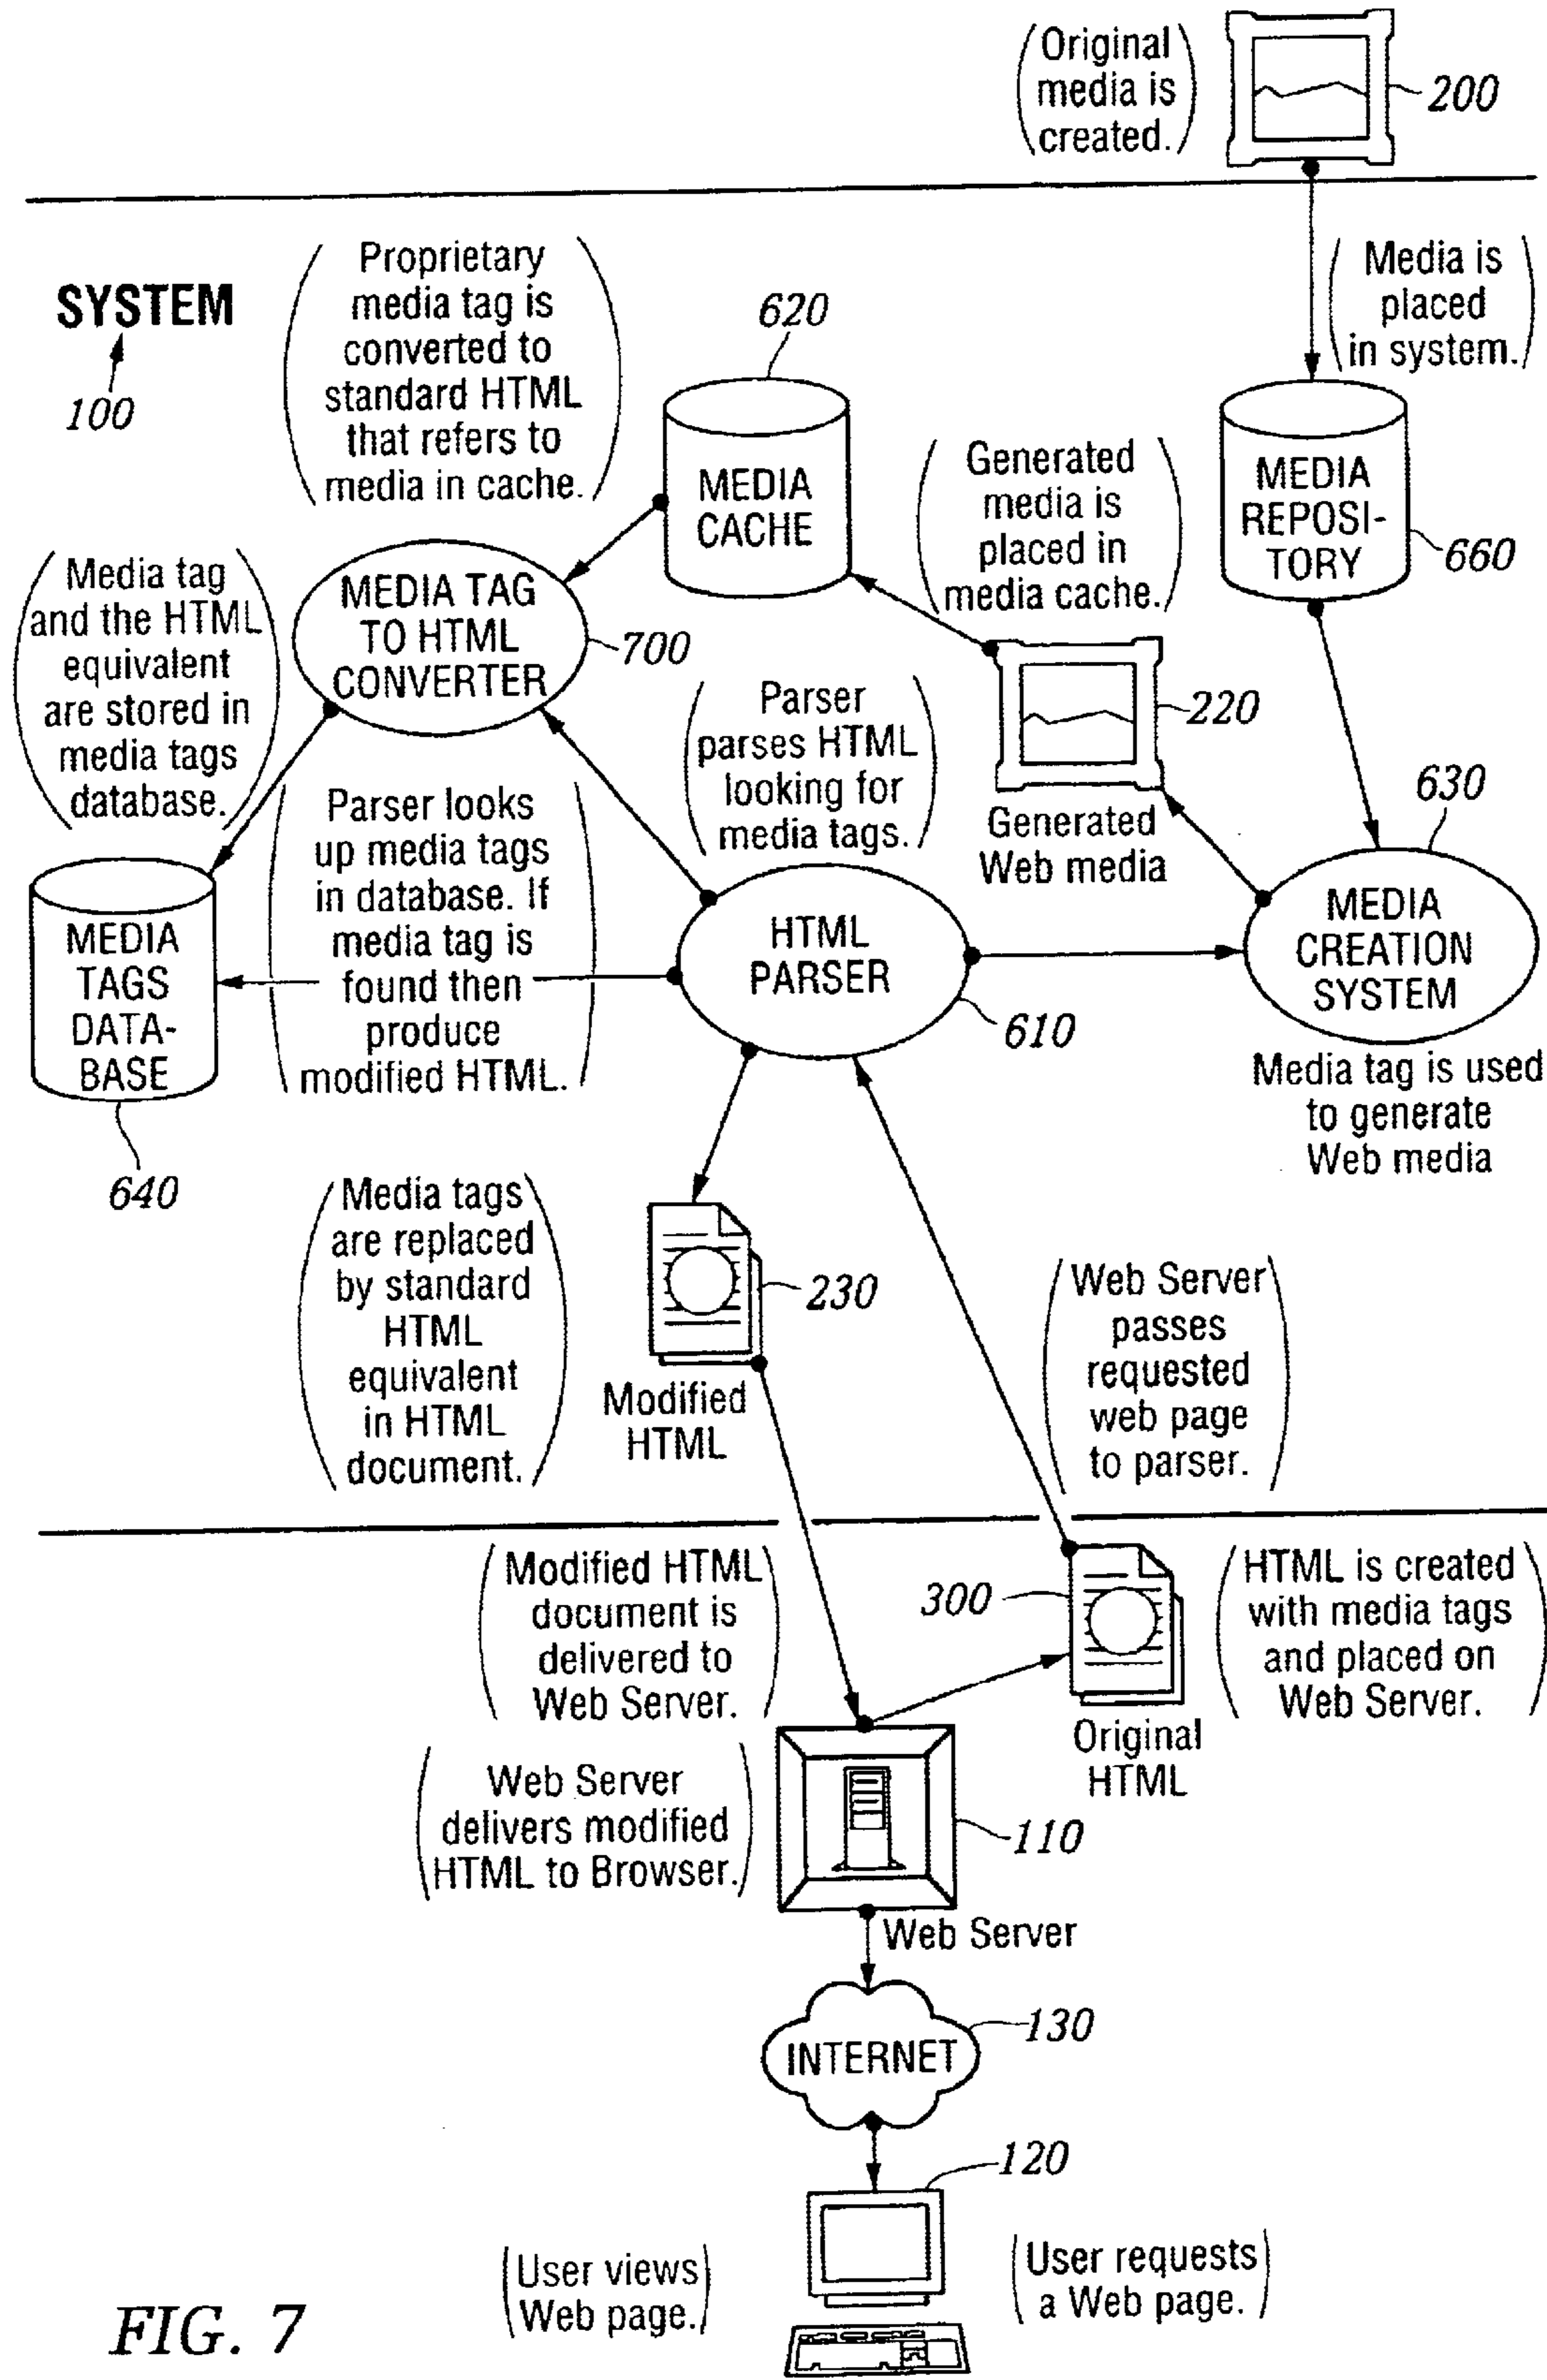 (Original
media is
created.)
200
SYSTEM
100
(Proprietary
media tag is
converted to
standard HTML
that refers to
media in cache.)
620
(Media is
placed
in system.)
MEDIA
CACHE
(Generated
media is
placed in
media cache.)
MEDIA
REPOSI-
TORY
660
(Media tag
and the HTML
equivalent
are stored in
media tags
database.)
MEDIA TAG
TO HTML
CONVERTER
700
(Parser
parses HTML
looking for
media tags.)
220
Generated
Web media
630
(Parser looks
up media tags
in database. If
media tag is
found then
produce
modified HTML.)
MEDIA
TAGS
DATA-
BASE
640
HTML
PARSER
610
MEDIA
CREATION
SYSTEM
Media tag is used
to generate
Web media
(Media tags
are replaced
by standard
HTML
equivalent
in HTML
document.)
230
Modified
HTML
(Web Server
passes
requested
web page
to parser.)
(Modified HTML
document is
delivered to
Web Server.)
300
Original
HTML
(HTML is created
with media tags
and placed on
Web Server.)
(Web Server
delivers modified
HTML to Browser.)
110
Web Server
INTERNET
130
120
(User views
Web page.)
(User requests
a Web page.)
FIG. 7